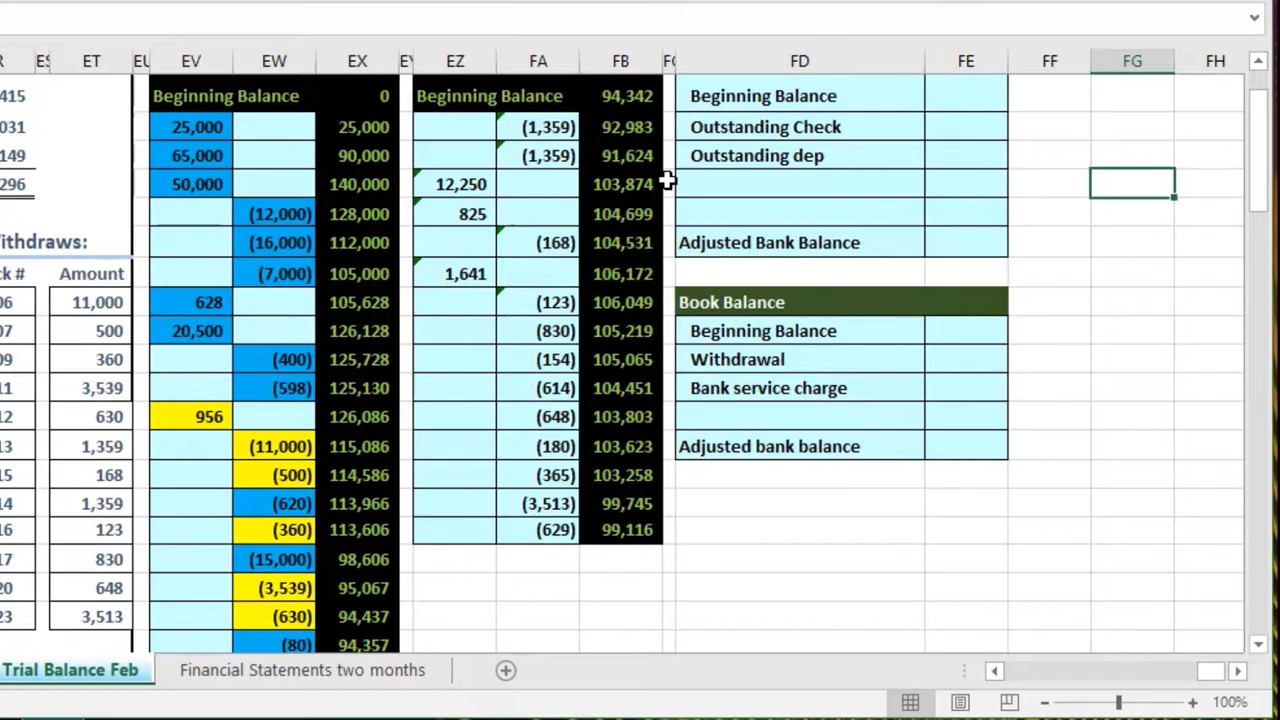 R ES ET EU EV EW EX EY EZ FA FB FC FD FE FF FG FH
415 Beginning Balance 0 Beginning Balance 94,342 Beginning Balance
031 25,000 25,000 (1,359) 92,983 Outstanding Check
149 65,000 90,000 (1,359) 91,624 Outstanding dep
296 50,000 140,000 12,250 103,874
(12,000) 128,000 825 104,699
ithdraws: (16,000) 112,000 (168) 104,531 Adjusted Bank Balance
ck # Amount (7,000) 105,000 1,641 106,172
06 11,000 628 105,628 (123) 106,049 Book Balance
07 500 20,500 126,128 (830) 105,219 Beginning Balance
09 360 (400) 125,728 (154) 105,065 Withdrawal
11 3,539 (598) 125,130 (614) 104,451 Bank service charge
12 630 956 126,086 (648) 103,803
13 1,359 (11,000) 115,086 (180) 103,623 Adjusted bank balance
15 168 (500) 114,586 (365) 103,258
14 1,359 (620) 113,966 (3,513) 99,745
16 123 (360) 113,606 (629) 99,116
17 830 (15,000) 98,606
20 648 (3,539) 95,067
23 3,513 (630) 94,437
(80) 94,357
Trial Balance Feb Financial Statements two months
100%